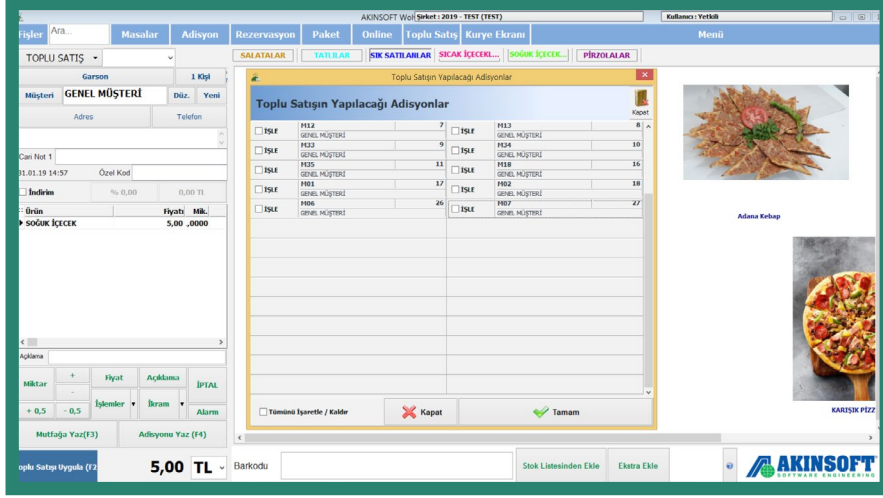 AKINSOFT Wol Şirket : 2019 - TEST (TEST)
Kullanıcı : Yetkili
Fişler Ara... Masalar Adisyon Rezervasyon Paket Online Toplu Satış Kurye Ekranı Menü
TOPLU SATIŞ
SALATALAR TATLILAR SIK SATILANLAR SICAK İÇECEKL... SOĞUK İÇECEK... PİRZOLALAR
Garson 1 Kişi
Müşteri GENEL MÜŞTERİ Düz. Yeni
Adres Telefon
Cari Not 1
31.01.19 14:57 Özel Kod
İndirim % 0,00 0,00 TL
Ürün Fiyatı Mik.
SOĞUK İÇECEK 5,00 ,0000
Açıklama
Miktar + - Fiyat Açıklama İPTAL
+ 0,5 - 0,5 İşlemler İkram Alarm
Mutfağa Yaz(F3) Adisyonu Yaz (F4)
oplu Satışı Uygula (F2 5,00 TL
Toplu Satışın Yapılacağı Adisyonlar
Toplu Satışın Yapılacağı Adisyonlar
Kapat
İŞLE M12 7 İŞLE M13 8
GENEL MÜŞTERİ GENEL MÜŞTERİ
İŞLE M33 9 İŞLE M34 10
GENEL MÜŞTERİ GENEL MÜŞTERİ
İŞLE M35 11 İŞLE M18 16
GENEL MÜŞTERİ GENEL MÜŞTERİ
İŞLE M01 17 İŞLE M02 18
GENEL MÜŞTERİ GENEL MÜŞTERİ
İŞLE M06 26 İŞLE M07 27
GENEL MÜŞTERİ GENEL MÜŞTERİ
Tümünü İşaretle / Kaldır Kapat Tamam
Adana Kebap
KARIŞIK PİZZ
Barkodu Stok Listesinden Ekle Ekstra Ekle
AKINSOFT
SOFTWARE ENGINEERING